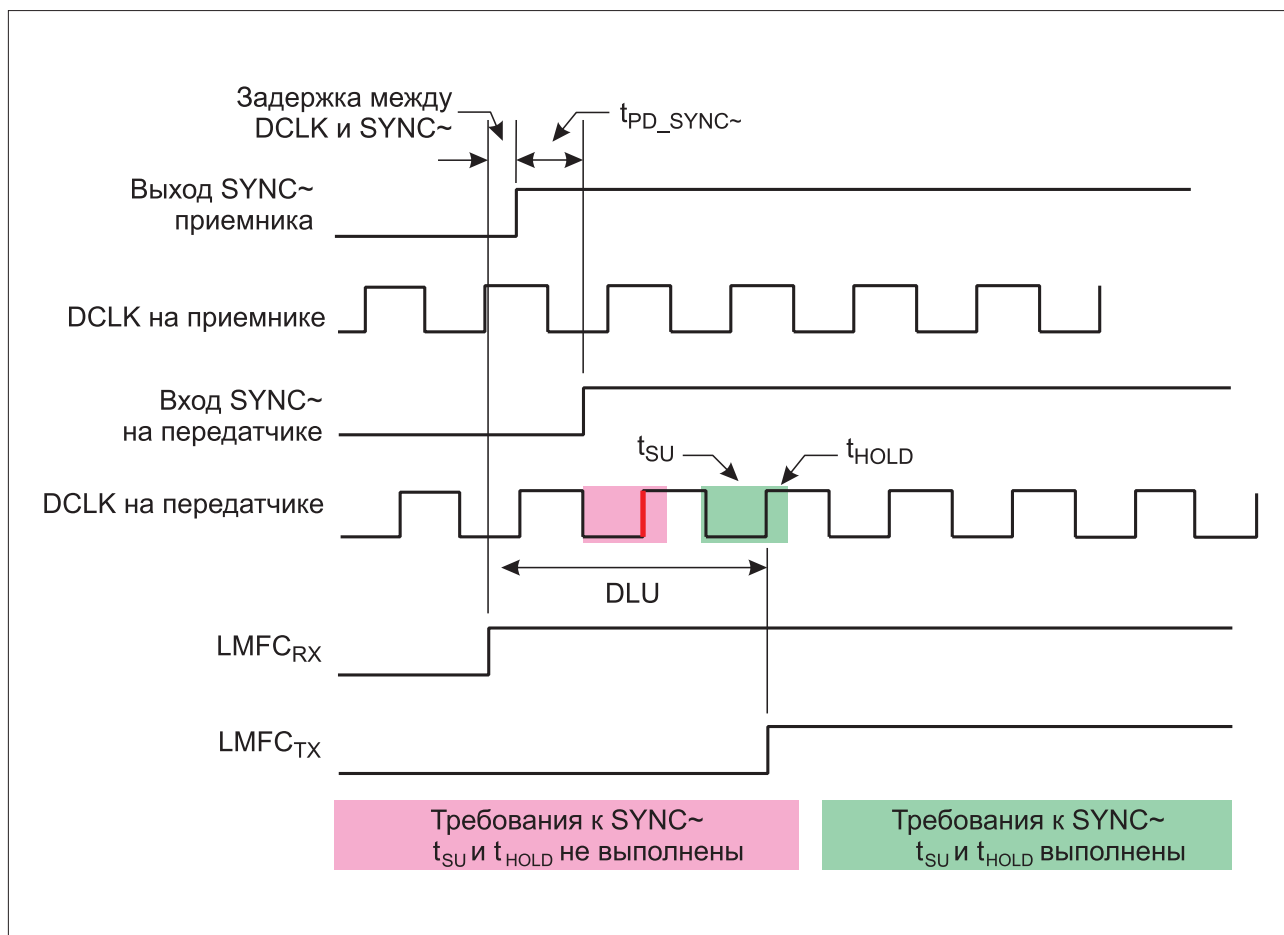 Задержка между
DCLK и SYNC~
tPD_SYNC~
Выход SYNC~
приемника
DCLK на приемнике
Вход SYNC~
на передатчике
tSU
tHOLD
DCLK на передатчике
DLU
LMFCRX
LMFCTX
Требования к SYNC~
tSU и tHOLD не выполнены
Требования к SYNC~
tSU и tHOLD выполнены